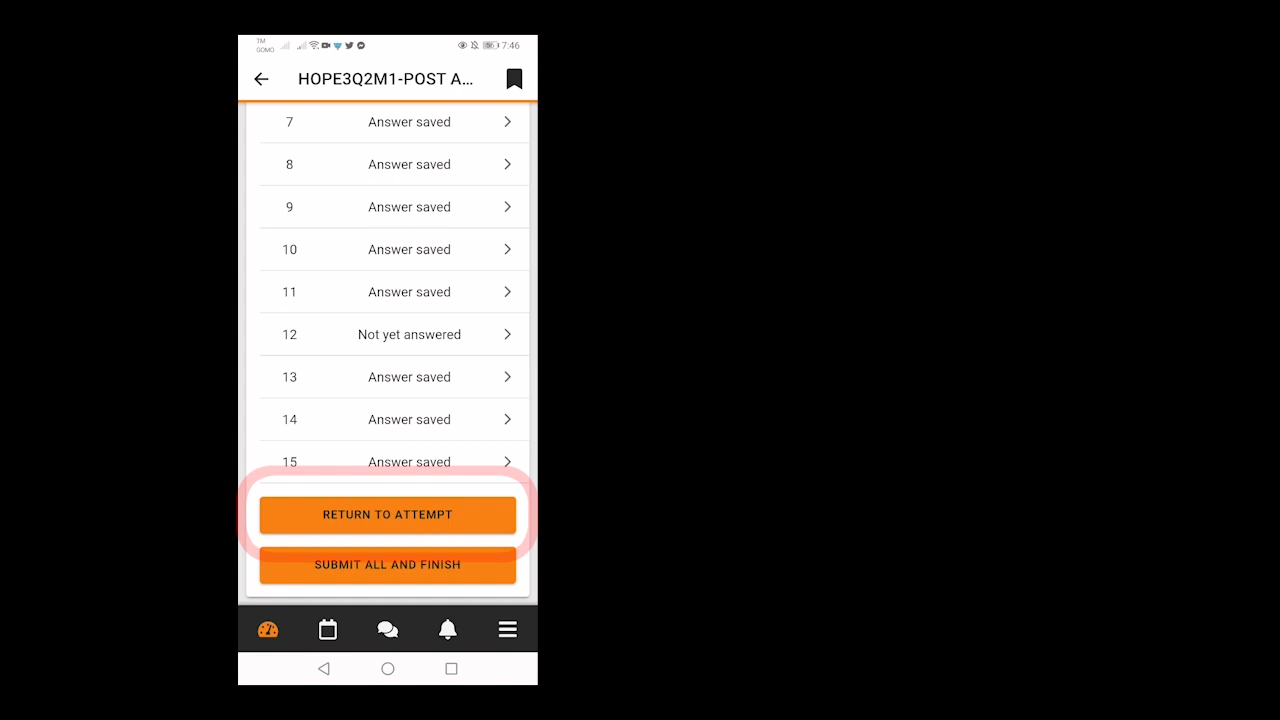 TM
GOMO
7:46
HOPE3Q2M1-POST A...
7 Answer saved
8 Answer saved
9 Answer saved
10 Answer saved
11 Answer saved
12 Not yet answered
13 Answer saved
14 Answer saved
15 Answer saved
RETURN TO ATTEMPT
SUBMIT ALL AND FINISH